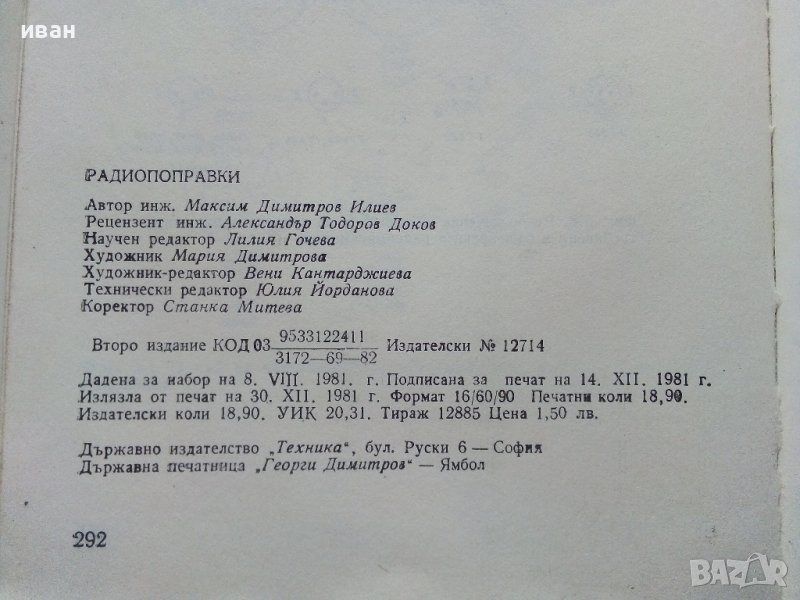 иван
РАДИОПОПРАВКИ
Автор инж. Максим Димитров Илиев
Рецензент инж. Александър Тодоров Доков
Научен редактор Лилия Гочева
Художник Мария Димитрова
Художник-редактор Вени Кантарджиева
Технически редактор Юлия Йорданова
Коректор Станка Митева
Второ издание КОД 03 9533122411 / 3172—69—82 Издателски № 12714
Дадена за набор на 8. VIII. 1981. г. Подписана за печат на 14. XII. 1981 г.
Излязла от печат на 30. XII. 1981 г. Формат 16/60/90 Печатни коли 18,90.
Издателски коли 18,90. УИК 20,31. Тираж 12885 Цена 1,50 лв.
Държавно издателство „Техника“, бул. Руски 6 — София
Държавна печатница „Георги Димитров“ — Ямбол
292
BAZAR